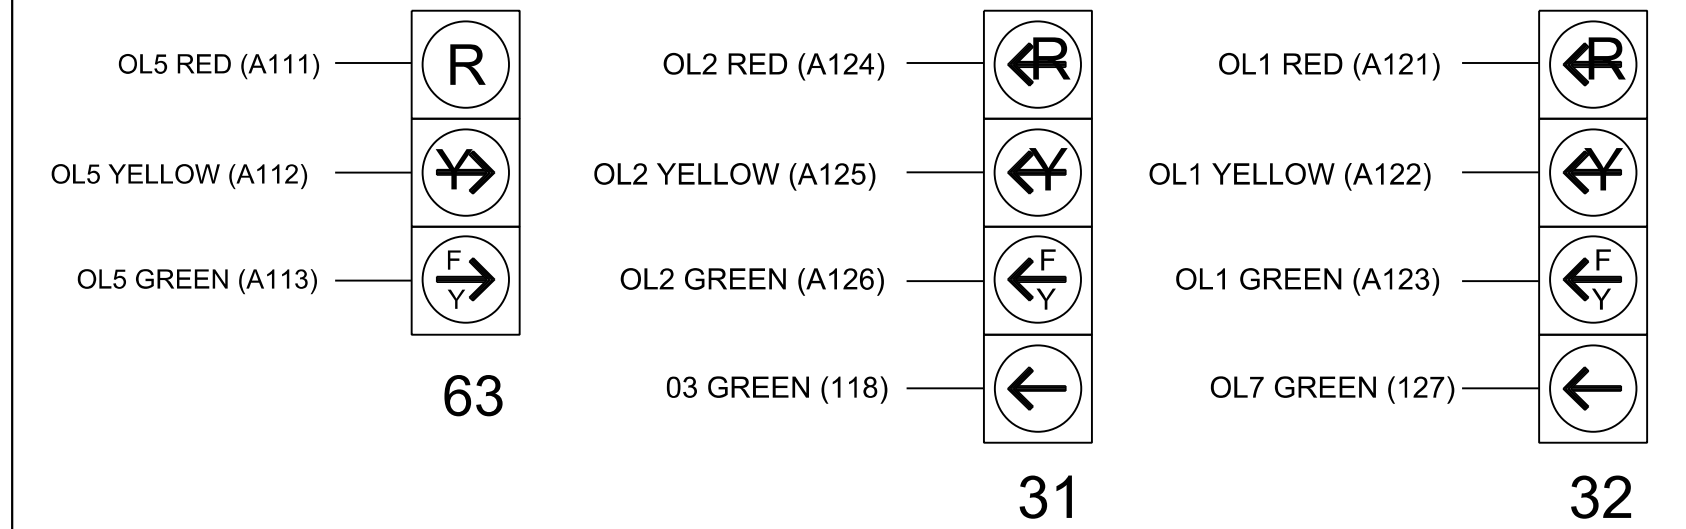 OL5 RED (A111)
R
OL5 YELLOW (A112)
Y
OL5 GREEN (A113)
F
Y
63
OL2 RED (A124)
R
OL2 YELLOW (A125)
Y
OL2 GREEN (A126)
F
Y
03 GREEN (118)
31
OL1 RED (A121)
R
OL1 YELLOW (A122)
Y
OL1 GREEN (A123)
F
Y
OL7 GREEN (127)
32